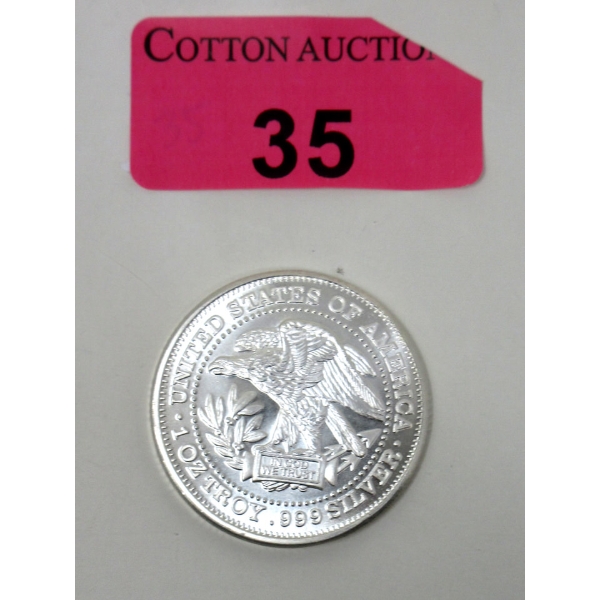 COTTON AUCTIO
35
· UNITED STATES OF AMERICA ·
1 OZ TROY .999 SILVER
IN GOD
WE TRUST